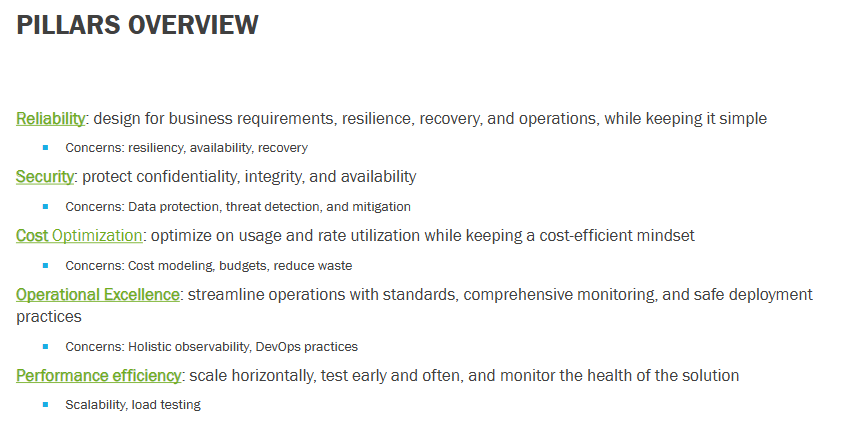 PILLARS OVERVIEW
Reliability: design for business requirements, resilience, recovery, and operations, while keeping it simple
Concerns: resiliency, availability, recovery
Security: protect confidentiality, integrity, and availability
Concerns: Data protection, threat detection, and mitigation
Cost Optimization: optimize on usage and rate utilization while keeping a cost-efficient mindset
Concerns: Cost modeling, budgets, reduce waste
Operational Excellence: streamline operations with standards, comprehensive monitoring, and safe deployment
practices
Concerns: Holistic observability, DevOps practices
Performance efficiency: scale horizontally, test early and often, and monitor the health of the solution
Scalability, load testing